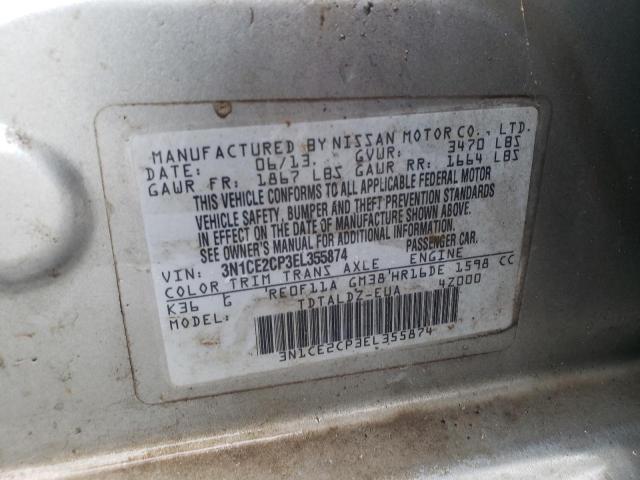 MANUFACTURED BY NISSAN MOTOR CO., LTD.
DATE: 06/13. GVWR: 3470 LBS
GAWR FR: 1867 LBS GAWR RR: 1664 LBS
THIS VEHICLE CONFORMS TO ALL APPLICABLE FEDERAL MOTOR
VEHICLE SAFETY, BUMPER AND THEFT PREVENTION STANDARDS
IN EFFECT ON THE DATE OF MANUFACTURE SHOWN ABOVE.
SEE OWNER'S MANUAL FOR ADDITIONAL INFORMATION.
VIN: 3N1CE2CP3EL355874 PASSENGER CAR
COLOR TRIM TRANS AXLE ENGINE
K36 G RE0F11A GM38 HR16DE 1598 CC
MODEL: TDTALDZ-EUA 4Z000
3N1CE2CP3EL355874